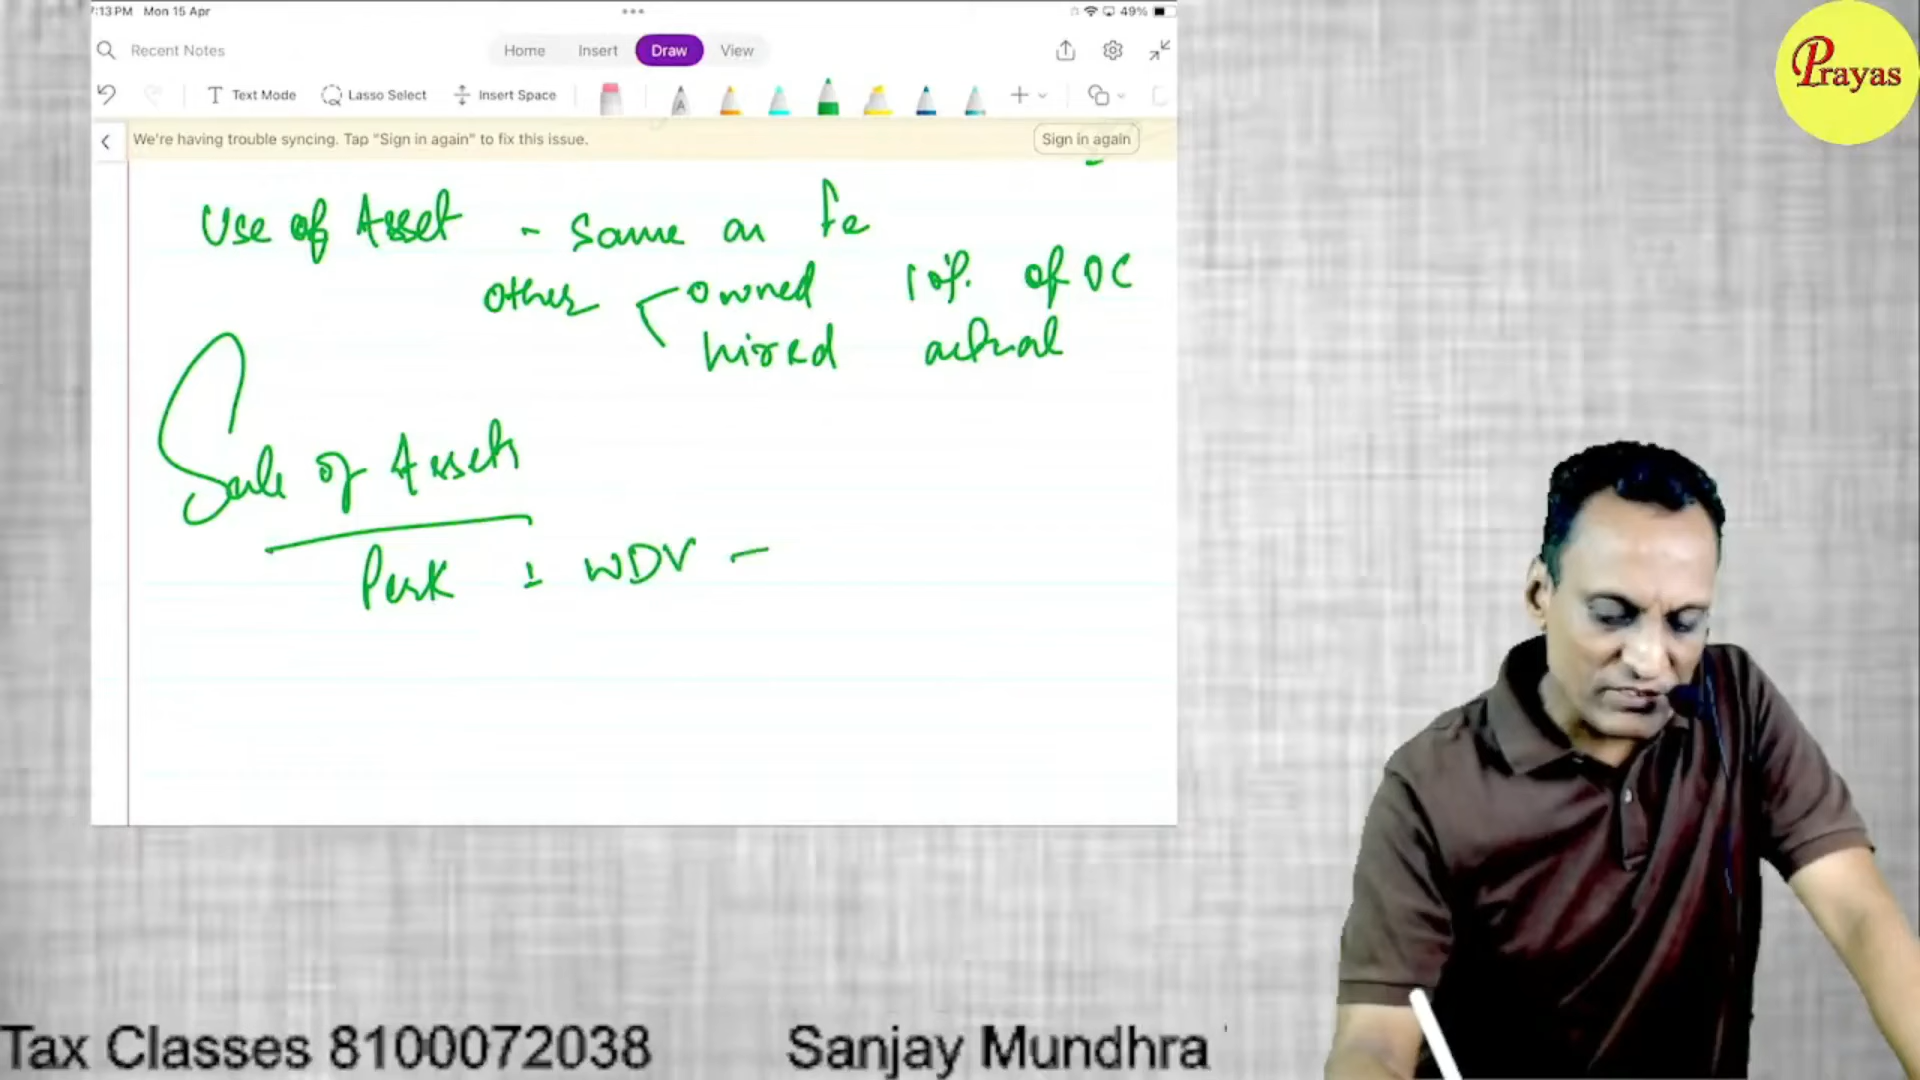 7:13 PM Mon 15 Apr
49%
Recent Notes
Home Insert Draw View
Text Mode Lasso Select Insert Space
We're having trouble syncing. Tap "Sign in again" to fix this issue.
Sign in again
Prayas
Use of Asset - same as
other owned 10% of OC
hired actual
Sale of Assets
Perk = WDV -
Tax Classes 8100072038 Sanjay Mundhra